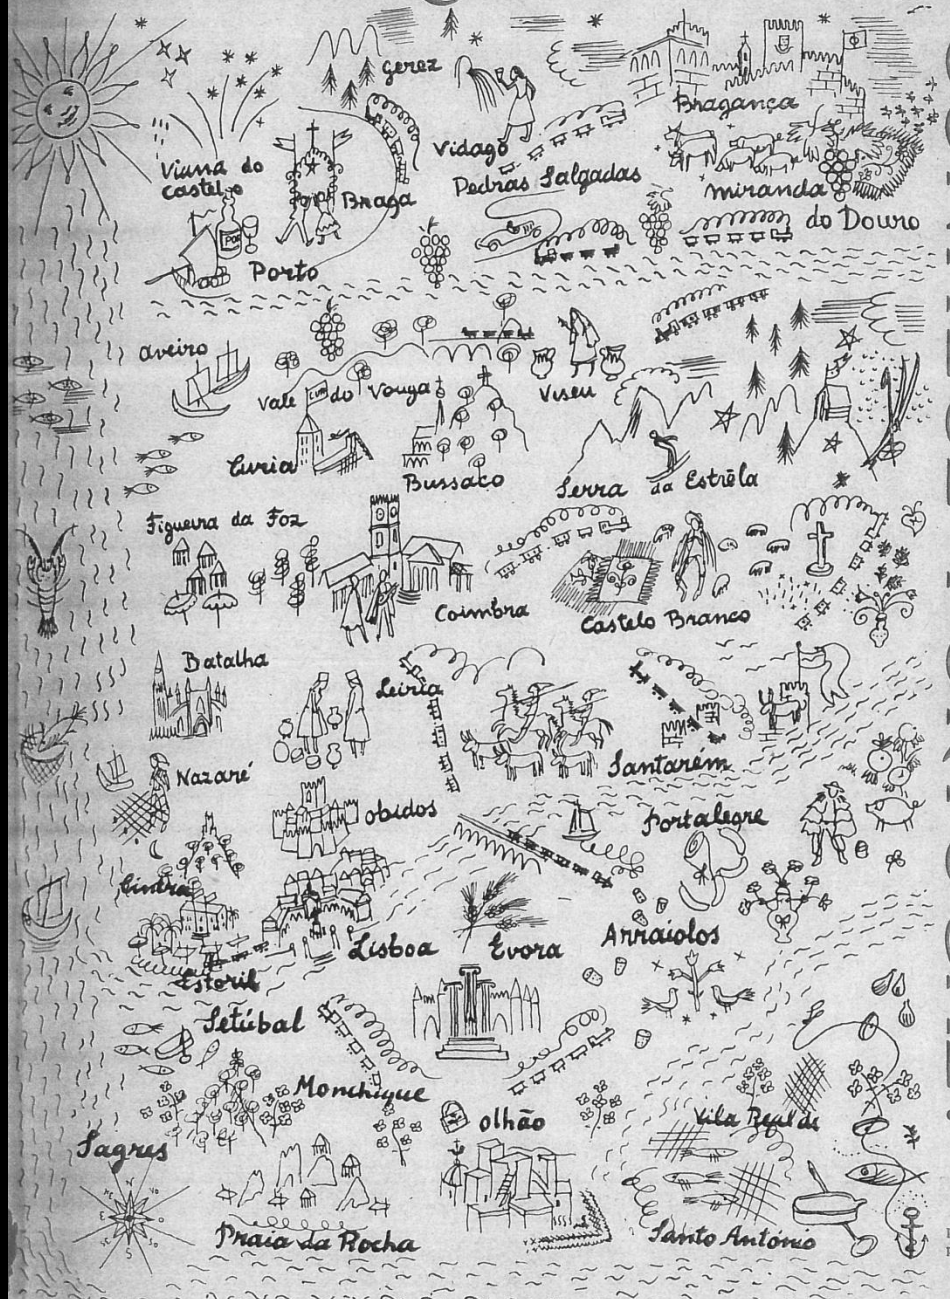 Gerez
Bragança
Vidago
Viana do
Castelo
Braga
Pedras Salgadas
Miranda
do Douro
Porto
Aveiro
Vale do Vouga
Viseu
Curia
Bussaco
Serra da Estrêla
Figueira da Foz
Coimbra
Castelo Branco
Batalha
Leiria
Nazaré
Santarém
Obidos
Portalegre
Cintra
Lisboa
Évora
Arraiolos
Estoril
Setúbal
Monchique
Olhão
Vila Real de
Sagres
Praia da Rocha
Santo António